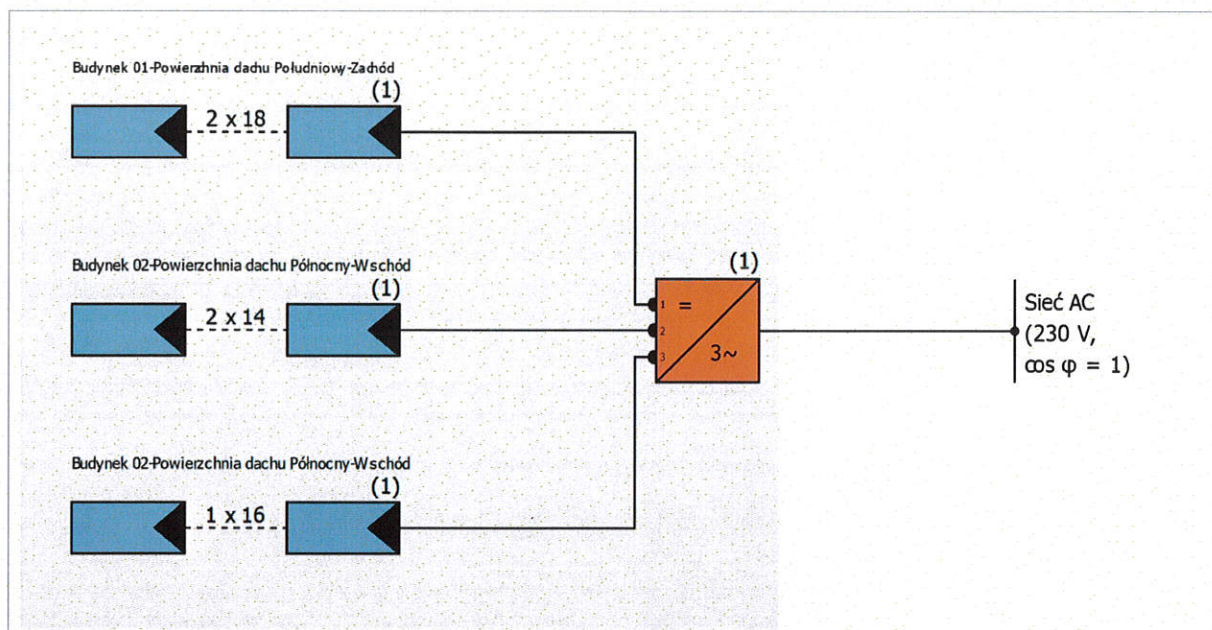 Budynek 01-Powierzchnia dachu Południowy-Zachód
(1)
2 x 18
Budynek 02-Powierzchnia dachu Północny-Wschód
(1)
2 x 14
(1)
1 =
2
3 3~
Sieć AC
(230 V,
cos φ = 1)
Budynek 02-Powierzchnia dachu Północny-Wschód
(1)
1 x 16